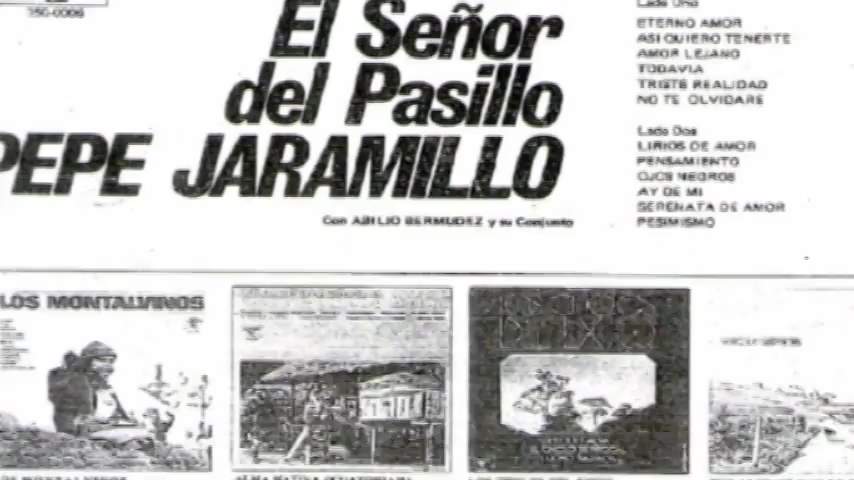 350-0006
El Señor
del Pasillo
PEPE JARAMILLO
Con ABILIO BERMUDEZ y su Conjunto
Lado Uno
ETERNO AMOR
ASI QUIERO TENERTE
AMOR LEJANO
TODAVIA
TRISTE REALIDAD
NO TE OLVIDARE
Lado Dos
LIRIOS DE AMOR
PENSAMIENTO
OJOS NEGROS
AY DE MI
SERENATA DE AMOR
PESIMISMO
LOS MONTALVINOS